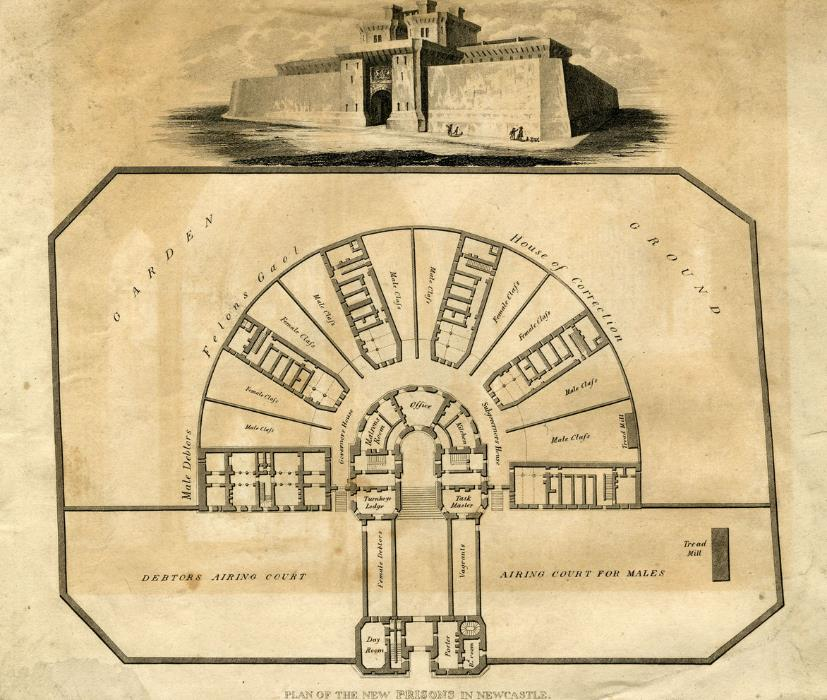 GARDEN
GROUND
Felons Gaol
House of Correction
Male Claſs
Male Claſs
Male Claſs
Female Claſs
Female Claſs
Female Claſs
Female Claſs
Male Claſs
Male Claſs
Male Claſs
Male Debtors
Governors House
Subgovernors House
Office
Matrons Room
Kitchen
Tread Mill
Turnkeys
Lodge
Task
Master
Female Debtors
Vagrants
Tread
Mill
DEBTORS AIRING COURT
AIRING COURT FOR MALES
Day
Room
Porter
PLAN OF THE NEW PRISONS IN NEWCASTLE.